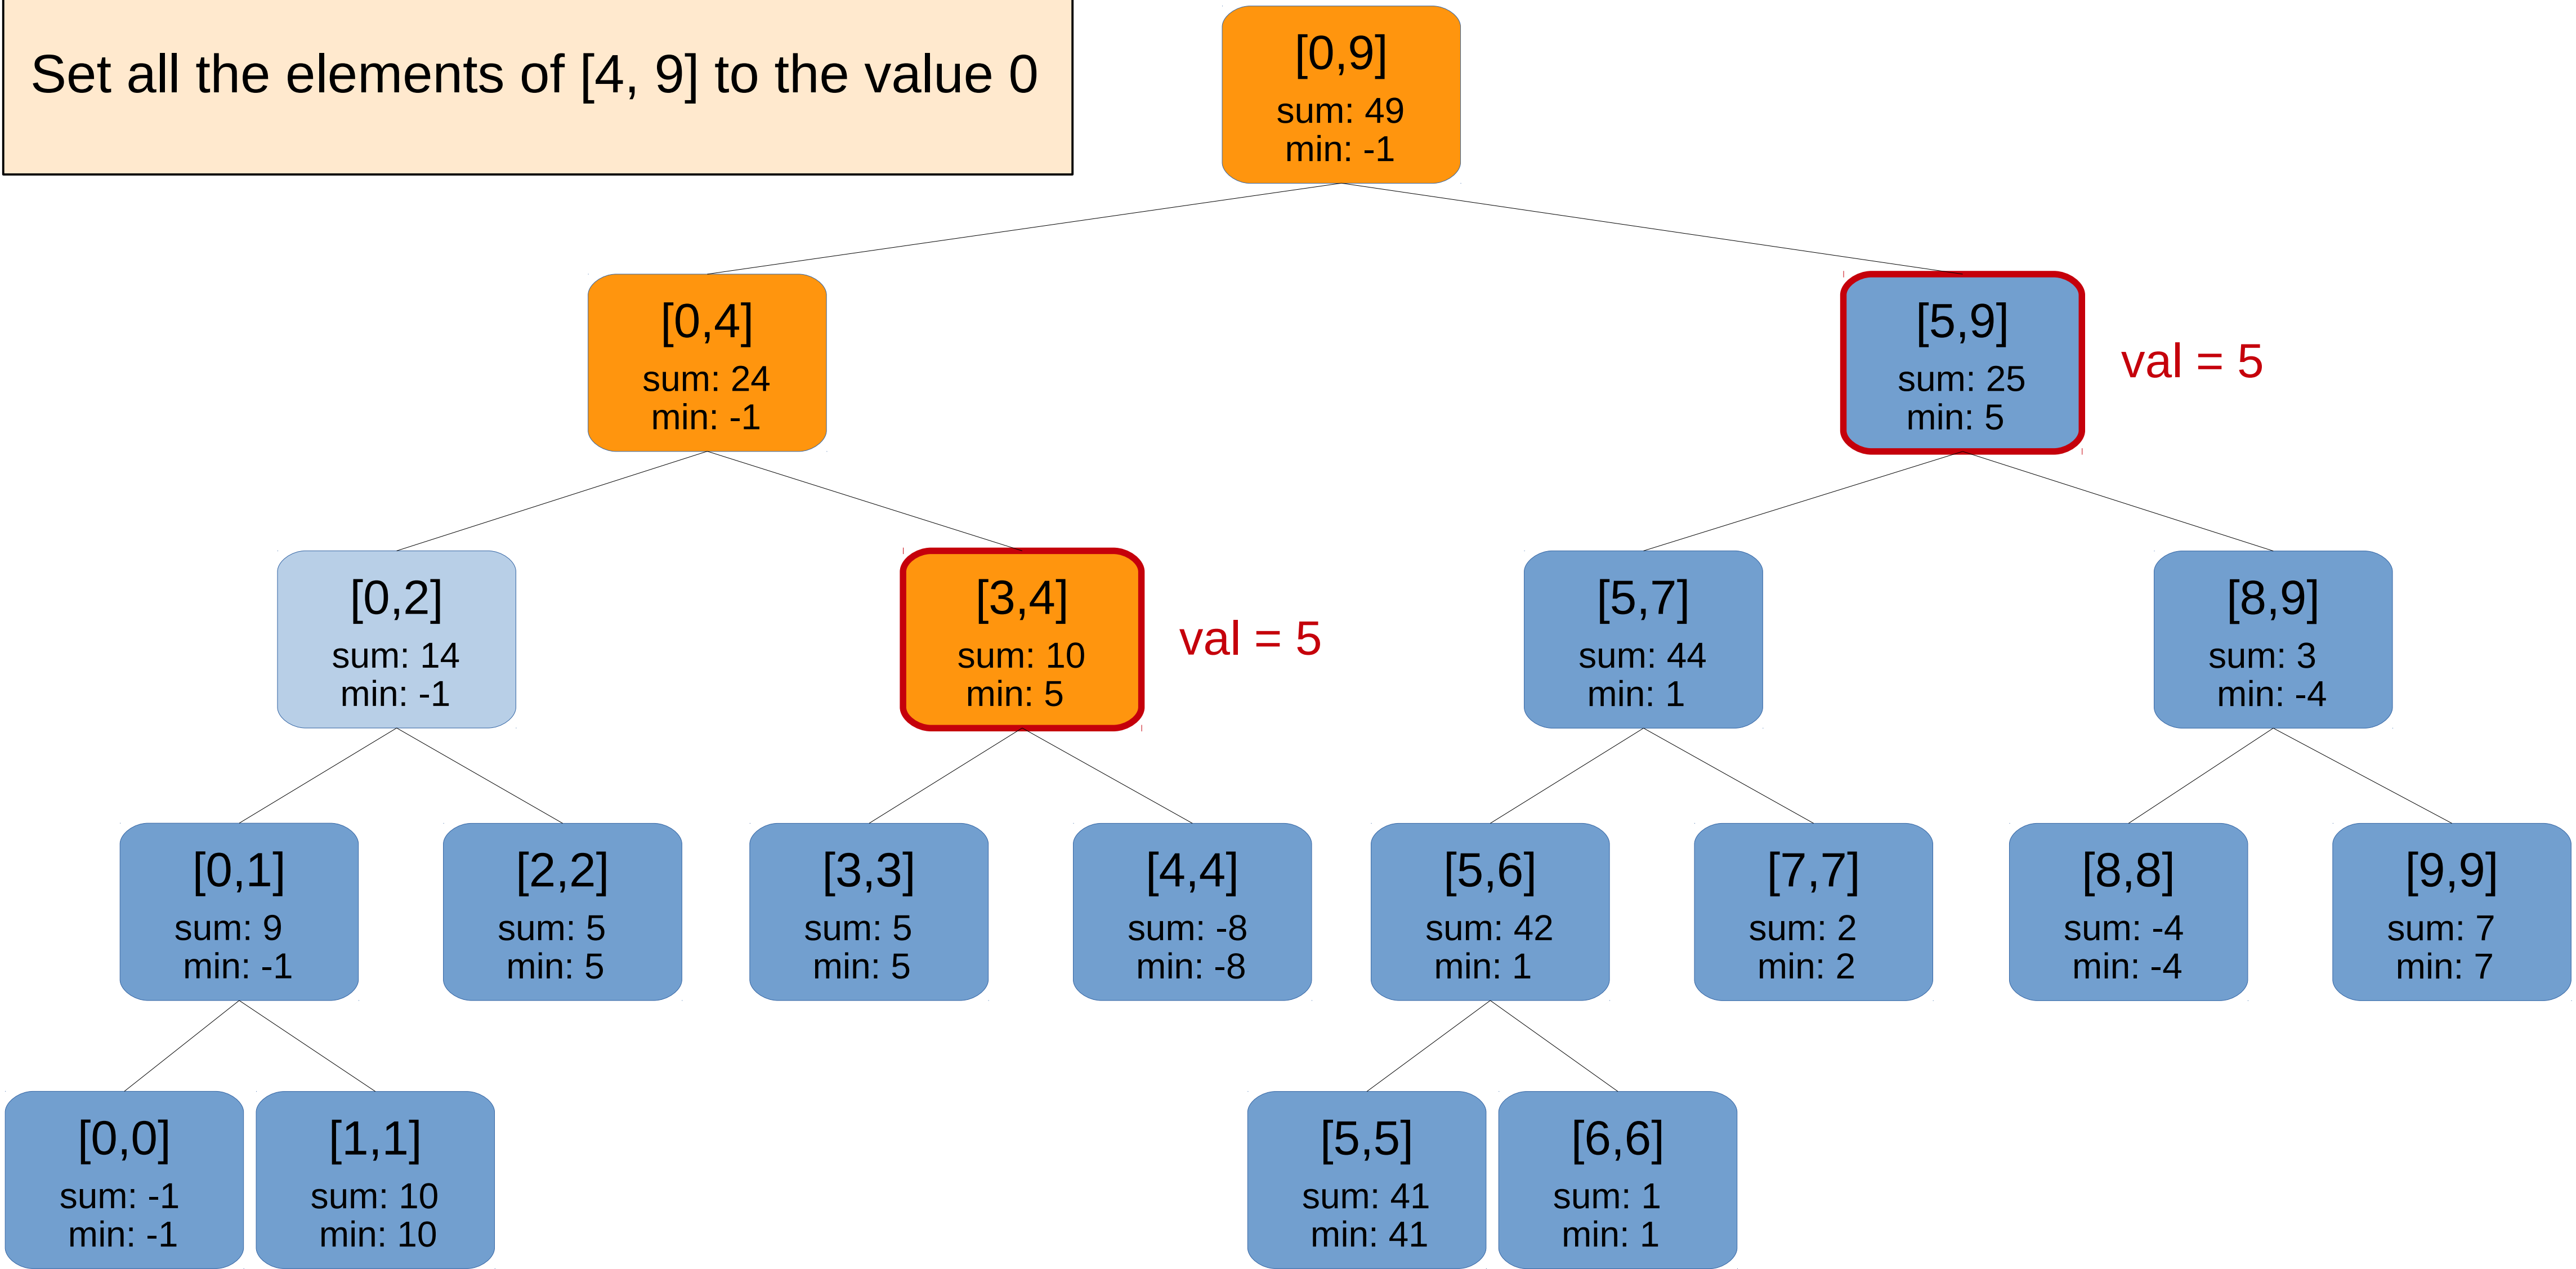 Set all the elements of [4, 9] to the value 0
[0,9]
sum: 49
min: -1
[0,4]
sum: 24
min: -1
[5,9]
sum: 25
min: 5
val = 5
[0,2]
sum: 14
min: -1
[3,4]
sum: 10
min: 5
val = 5
[5,7]
sum: 44
min: 1
[8,9]
sum: 3
min: -4
[0,1]
sum: 9
min: -1
[2,2]
sum: 5
min: 5
[3,3]
sum: 5
min: 5
[4,4]
sum: -8
min: -8
[5,6]
sum: 42
min: 1
[7,7]
sum: 2
min: 2
[8,8]
sum: -4
min: -4
[9,9]
sum: 7
min: 7
[0,0]
sum: -1
min: -1
[1,1]
sum: 10
min: 10
[5,5]
sum: 41
min: 41
[6,6]
sum: 1
min: 1